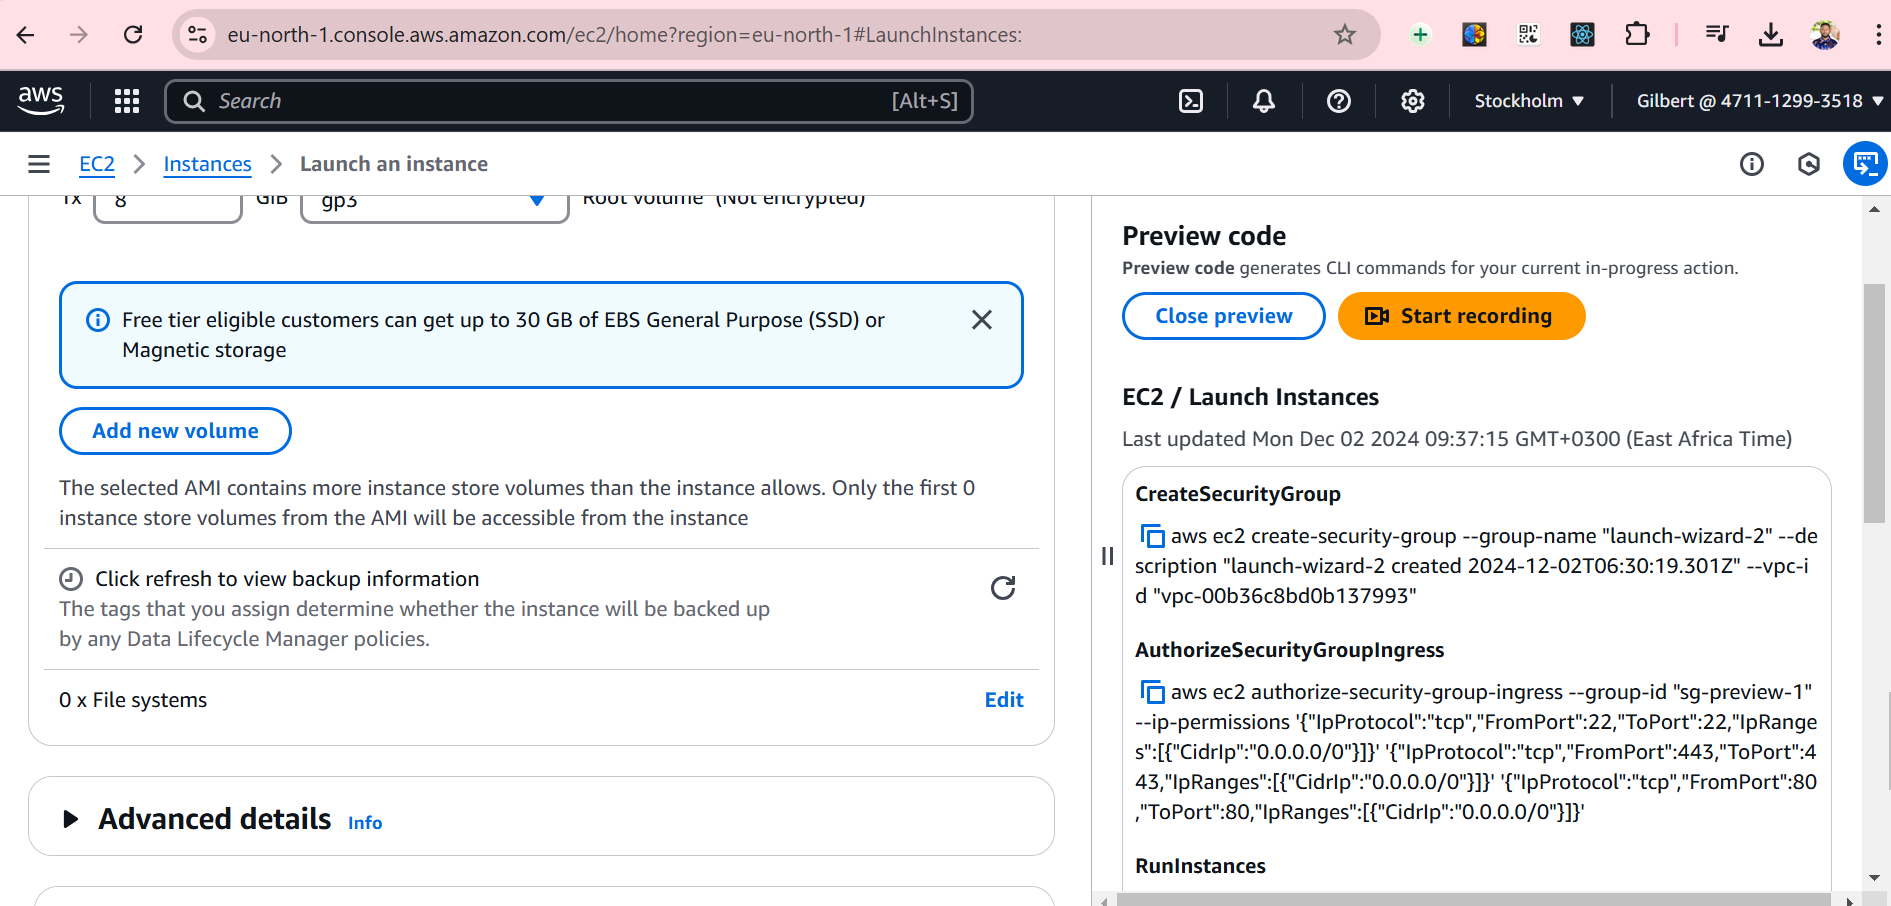 eu-north-1.console.aws.amazon.com/ec2/home?region=eu-north-1#LaunchInstances:
aws
Search
[Alt+S]
Stockholm
Gilbert @ 4711-1299-3518
EC2
Instances
Launch an instance
1x
8
GiB
gp3
Root volume (Not encrypted)
Free tier eligible customers can get up to 30 GB of EBS General Purpose (SSD) or
Magnetic storage
Add new volume
The selected AMI contains more instance store volumes than the instance allows. Only the first 0
instance store volumes from the AMI will be accessible from the instance
Click refresh to view backup information
The tags that you assign determine whether the instance will be backed up
by any Data Lifecycle Manager policies.
0 x File systems
Edit
Advanced details
Info
Preview code
Preview code generates CLI commands for your current in-progress action.
Close preview
Start recording
EC2 / Launch Instances
Last updated Mon Dec 02 2024 09:37:15 GMT+0300 (East Africa Time)
CreateSecurityGroup
aws ec2 create-security-group --group-name "launch-wizard-2" --de
scription "launch-wizard-2 created 2024-12-02T06:30:19.301Z" --vpc-i
d "vpc-00b36c8bd0b137993"
AuthorizeSecurityGroupIngress
aws ec2 authorize-security-group-ingress --group-id "sg-preview-1"
--ip-permissions '{"IpProtocol":"tcp","FromPort":22,"ToPort":22,"IpRange
s":[{"CidrIp":"0.0.0.0/0"}]}' '{"IpProtocol":"tcp","FromPort":443,"ToPort":4
43,"IpRanges":[{"CidrIp":"0.0.0.0/0"}]}' '{"IpProtocol":"tcp","FromPort":80
,"ToPort":80,"IpRanges":[{"CidrIp":"0.0.0.0/0"}]}'
RunInstances